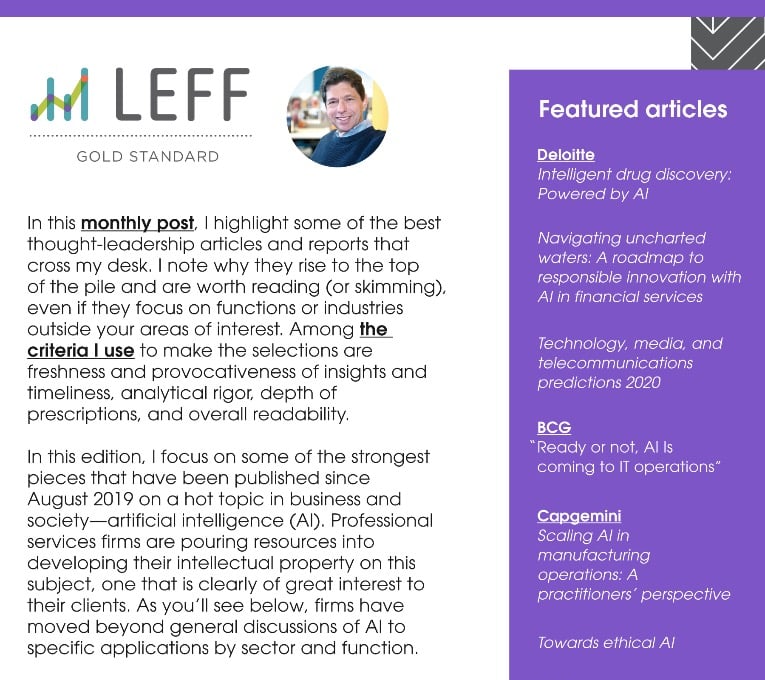 LEFF
GOLD STANDARD
In this monthly post, I highlight some of the best
thought-leadership articles and reports that
cross my desk. I note why they rise to the top
of the pile and are worth reading (or skimming),
even if they focus on functions or industries
outside your areas of interest. Among the
criteria I use to make the selections are
freshness and provocativeness of insights and
timeliness, analytical rigor, depth of
prescriptions, and overall readability.
In this edition, I focus on some of the strongest
pieces that have been published since
August 2019 on a hot topic in business and
society—artificial intelligence (AI). Professional
services firms are pouring resources into
developing their intellectual property on this
subject, one that is clearly of great interest to
their clients. As you’ll see below, firms have
moved beyond general discussions of AI to
specific applications by sector and function.
Featured articles
Deloitte
Intelligent drug discovery:
Powered by AI
Navigating uncharted
waters: A roadmap to
responsible innovation with
AI in financial services
Technology, media, and
telecommunications
predictions 2020
BCG
“Ready or not, AI Is
coming to IT operations”
Capgemini
Scaling AI in
manufacturing
operations: A
practitioners’ perspective
Towards ethical AI